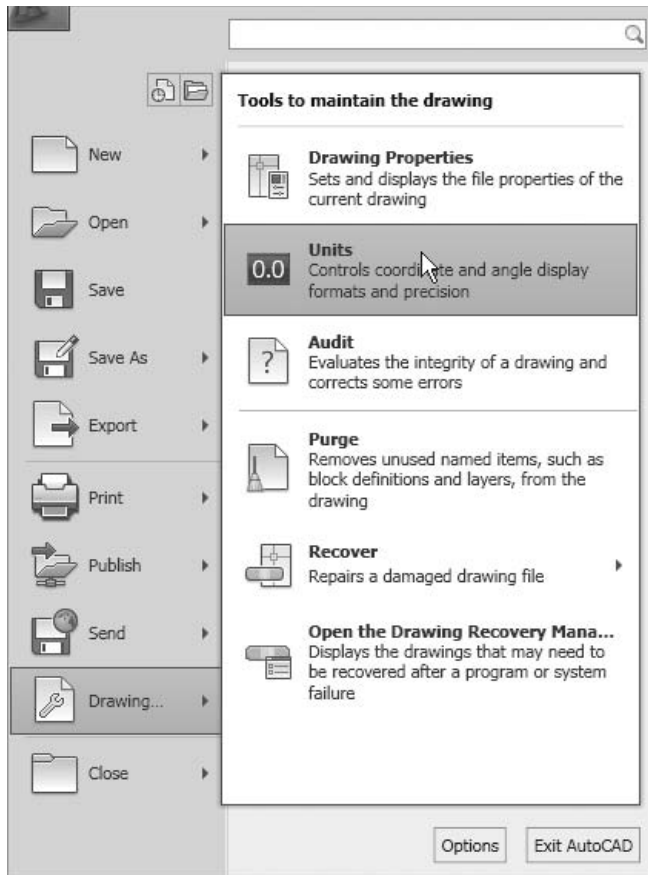 New
Open
Save
Save As
Export
Print
Publish
Send
Drawing...
Close
Tools to maintain the drawing
Drawing Properties
Sets and displays the file properties of the
current drawing
0.0
Units
Controls coordinate and angle display
formats and precision
?
Audit
Evaluates the integrity of a drawing and
corrects some errors
Purge
Removes unused named items, such as
block definitions and layers, from the
drawing
Recover
Repairs a damaged drawing file
Open the Drawing Recovery Mana...
Displays the drawings that may need to
be recovered after a program or system
failure
Options
Exit AutoCAD